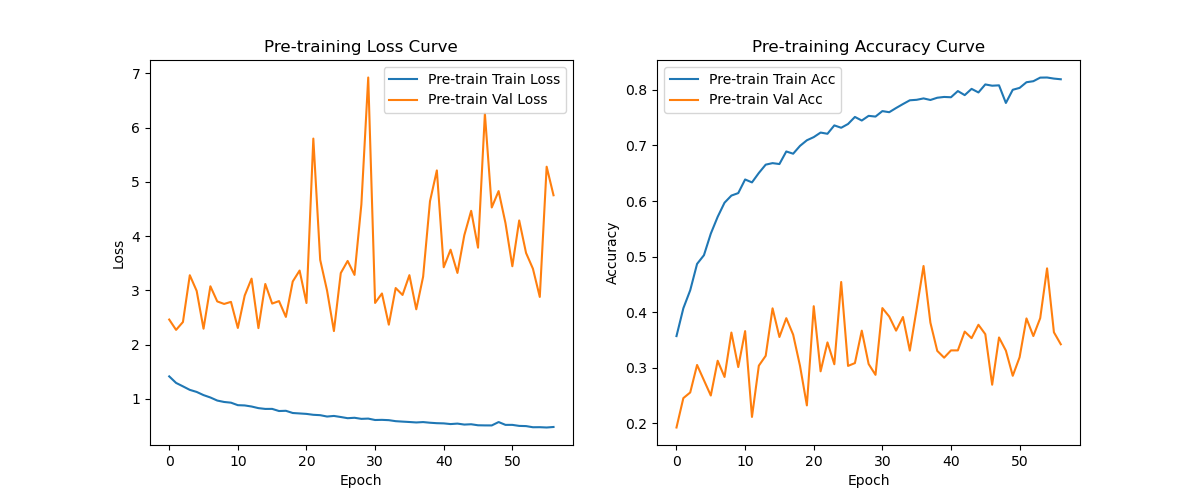 Pre-training Loss Curve
Pre-train Train Loss
Pre-train Val Loss
7
6
5
4
3
2
1
Loss
0
10
20
30
40
50
Epoch
Pre-training Accuracy Curve
Pre-train Train Acc
Pre-train Val Acc
0.8
0.7
0.6
0.5
0.4
0.3
0.2
Accuracy
0
10
20
30
40
50
Epoch